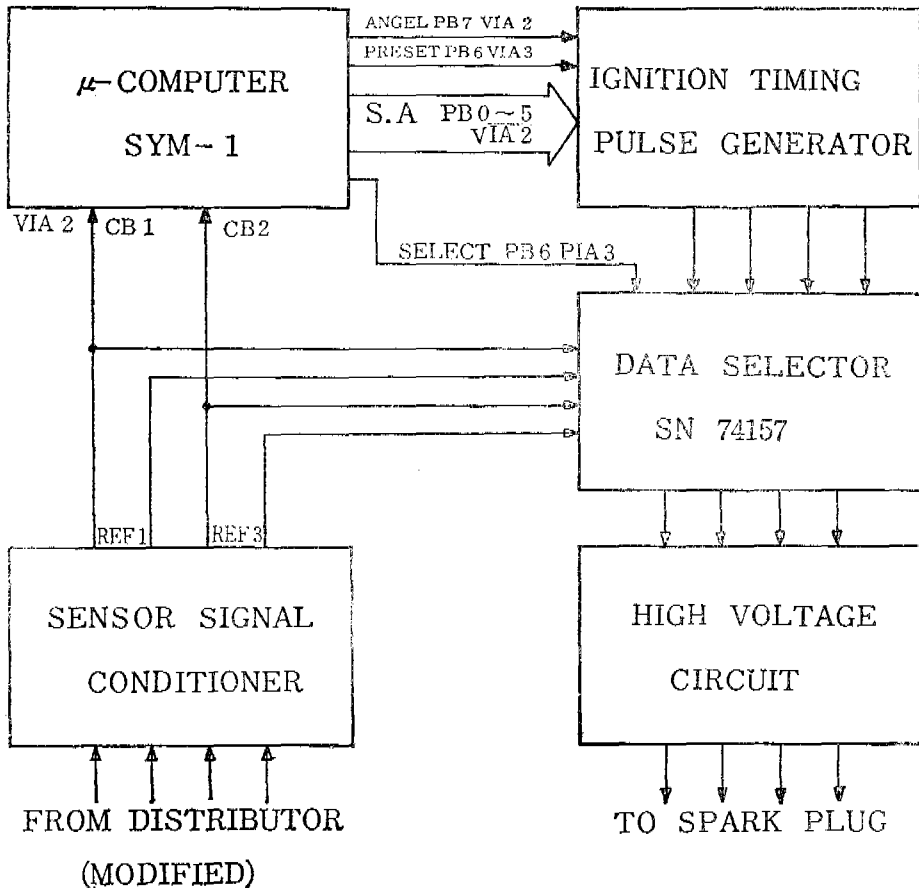 μ-COMPUTER
SYM-1
ANGEL PB7 VIA 2
PRESET PB6 VIA3
S.A PB0~5
VIA 2
IGNITION TIMING
PULSE GENERATOR
VIA 2 CB1 CB2
SELECT PB6 PIA3
DATA SELECTOR
SN 74157
REF1 REF3
SENSOR SIGNAL
CONDITIONER
HIGH VOLTAGE
CIRCUIT
FROM DISTRIBUTOR
(MODIFIED)
TO SPARK PLUG